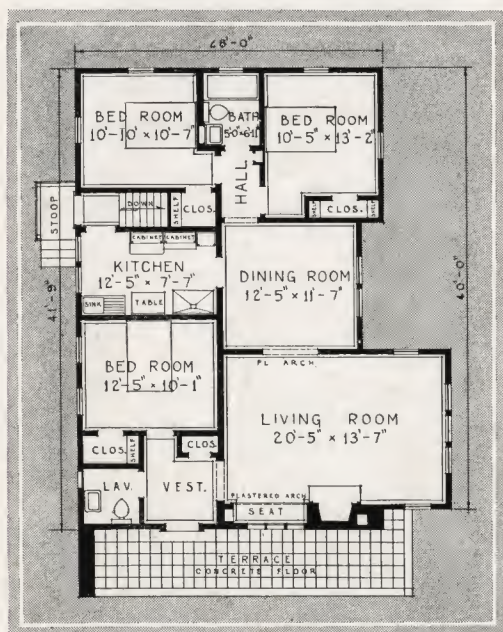 28'-0"
BED ROOM
10'-10" × 10'-7"
BATH
5'0"-6'-1"
BED ROOM
10'-5" × 13'-2"
HALL
STOOP
DOWN
SHELF
CLOS.
SHELF
CLOS.
SHELF
CABINET
CABINET
KITCHEN
12'-5" × 7'-7"
SINK
TABLE
DINING ROOM
12'-5" × 11'-7"
41'-9"
40'-0"
BED ROOM
12'-5" × 10'-1"
PL. ARCH.
LIVING ROOM
20'-5" × 13'-7"
CLOS.
SHELF
CLOS.
LAV.
VEST.
PLASTERED ARCH
SEAT
TERRACE
CONCRETE FLOOR